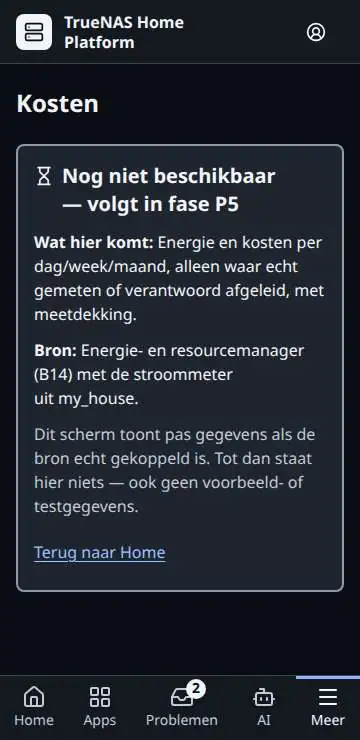 TrueNAS Home
Platform
Kosten
Nog niet beschikbaar
— volgt in fase P5
Wat hier komt: Energie en kosten per
dag/week/maand, alleen waar echt
gemeten of verantwoord afgeleid, met
meetdekking.
Bron: Energie- en resourcemanager
(B14) met de stroommeter
uit my_house.
Dit scherm toont pas gegevens als de
bron echt gekoppeld is. Tot dan staat
hier niets — ook geen voorbeeld- of
testgegevens.
Terug naar Home
2
Home Apps Problemen AI Meer